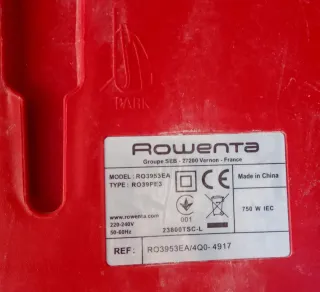 PARK
Rowenta
Groupe SEB - 27200 Vernon - France
MODEL: RO3953EA
TYPE: RO39FE3
Made in China
001
750 W IEC
www.rowenta.com
220-240V
50-60Hz
23800TSC-L
REF: RO3953EA/4Q0-4917